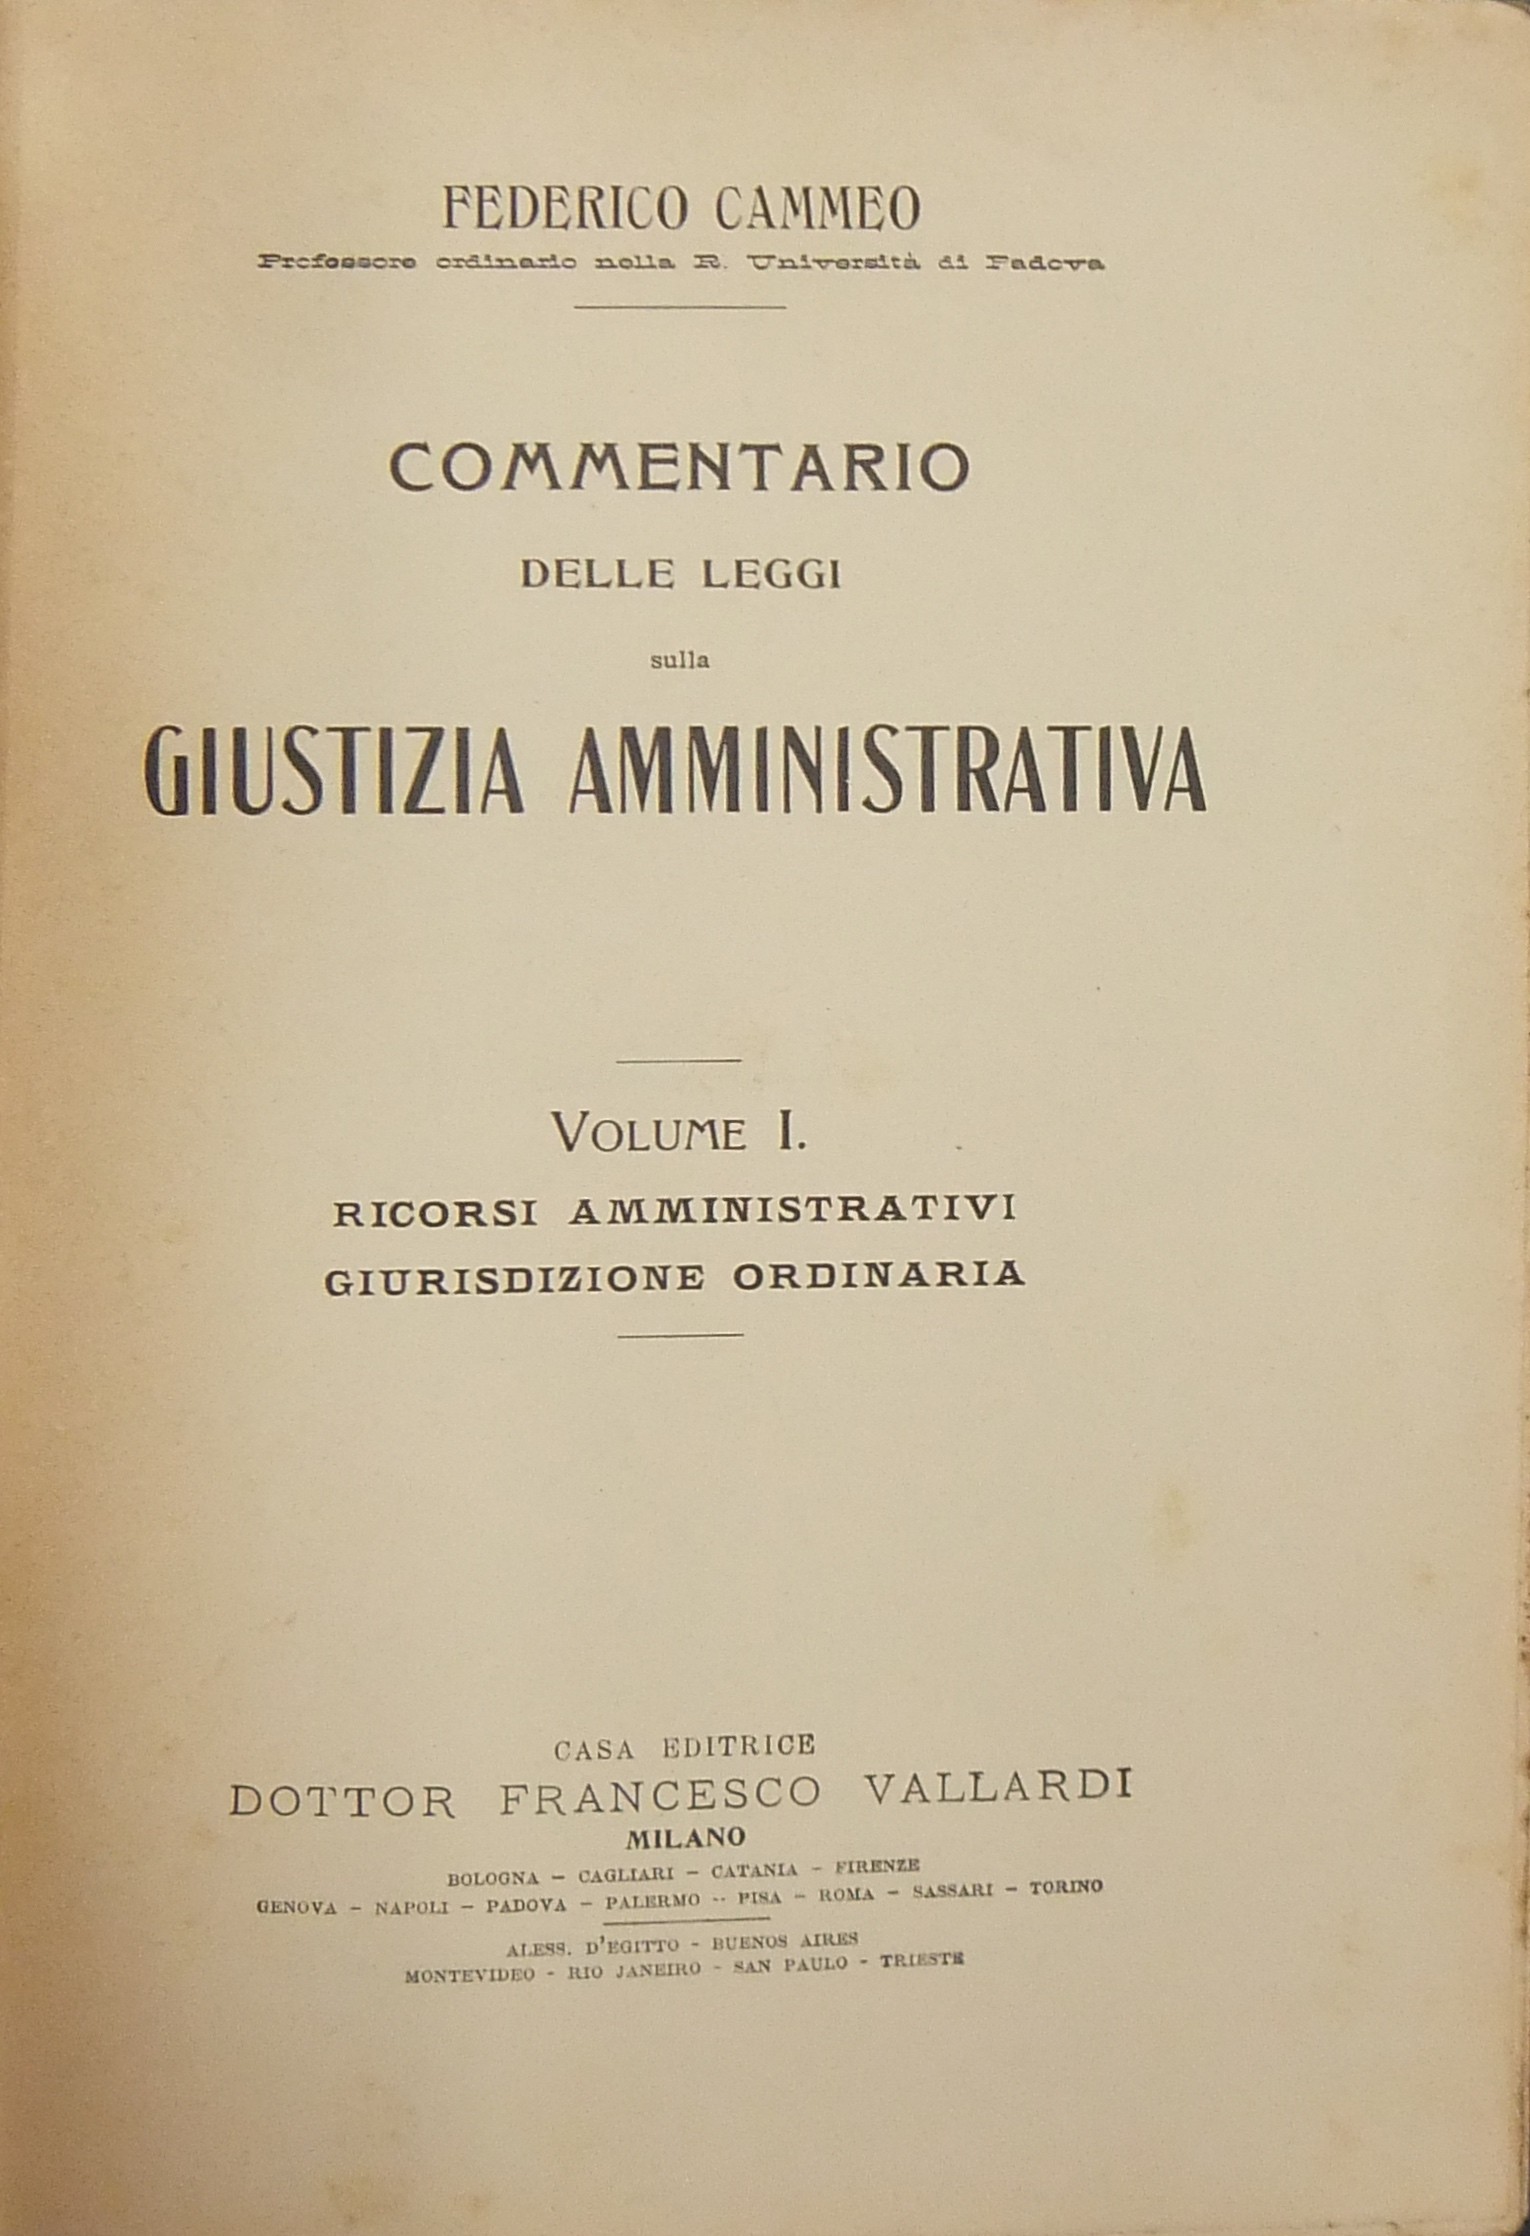 FEDERICO CAMMEO
Professore ordinario nella R. Università di Padova
COMMENTARIO
DELLE LEGGI
sulla
GIUSTIZIA AMMINISTRATIVA
VOLUME I.
RICORSI AMMINISTRATIVI
GIURISDIZIONE ORDINARIA
CASA EDITRICE
DOTTOR FRANCESCO VALLARDI
MILANO
BOLOGNA – CAGLIARI – CATANIA – FIRENZE
GENOVA – NAPOLI – PADOVA – PALERMO -- PISA – ROMA – SASSARI – TORINO
ALESS. D'EGITTO - BUENOS AIRES
MONTEVIDEO - RIO JANEIRO - SAN PAULO - TRIESTE